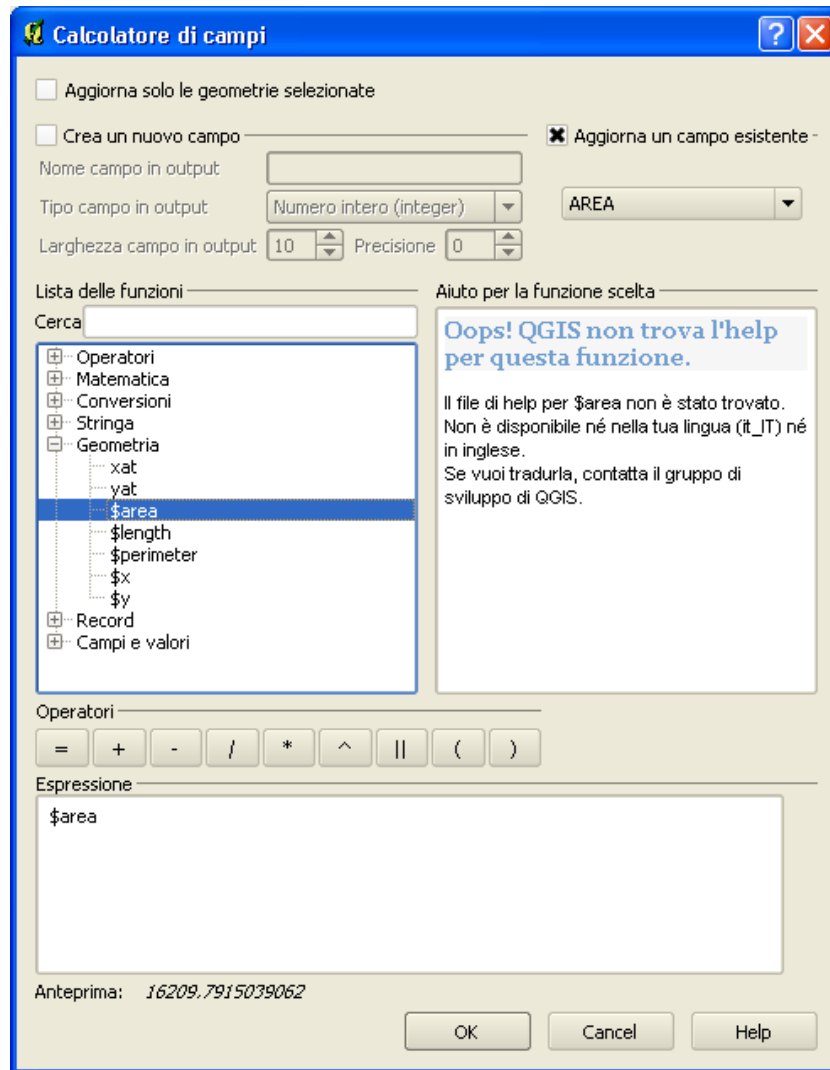 Calcolatore di campi
Aggiorna solo le geometrie selezionate
Crea un nuovo campo
Aggiorna un campo esistente
Nome campo in output
Tipo campo in output
Numero intero (integer)
AREA
Larghezza campo in output
10
Precisione
0
Lista delle funzioni
Cerca
Operatori
Matematica
Conversioni
Stringa
Geometria
xat
yat
$area
$length
$perimeter
$x
$y
Record
Campi e valori
Aiuto per la funzione scelta
Oops! QGIS non trova l'help
per questa funzione.
Il file di help per $area non è stato trovato.
Non è disponibile né nella tua lingua (it_IT) né
in inglese.
Se vuoi tradurla, contatta il gruppo di
sviluppo di QGIS.
Operatori
= + - / * ^ || ( )
Espressione
$area
Anteprima: 16209,7915039062
OK
Cancel
Help